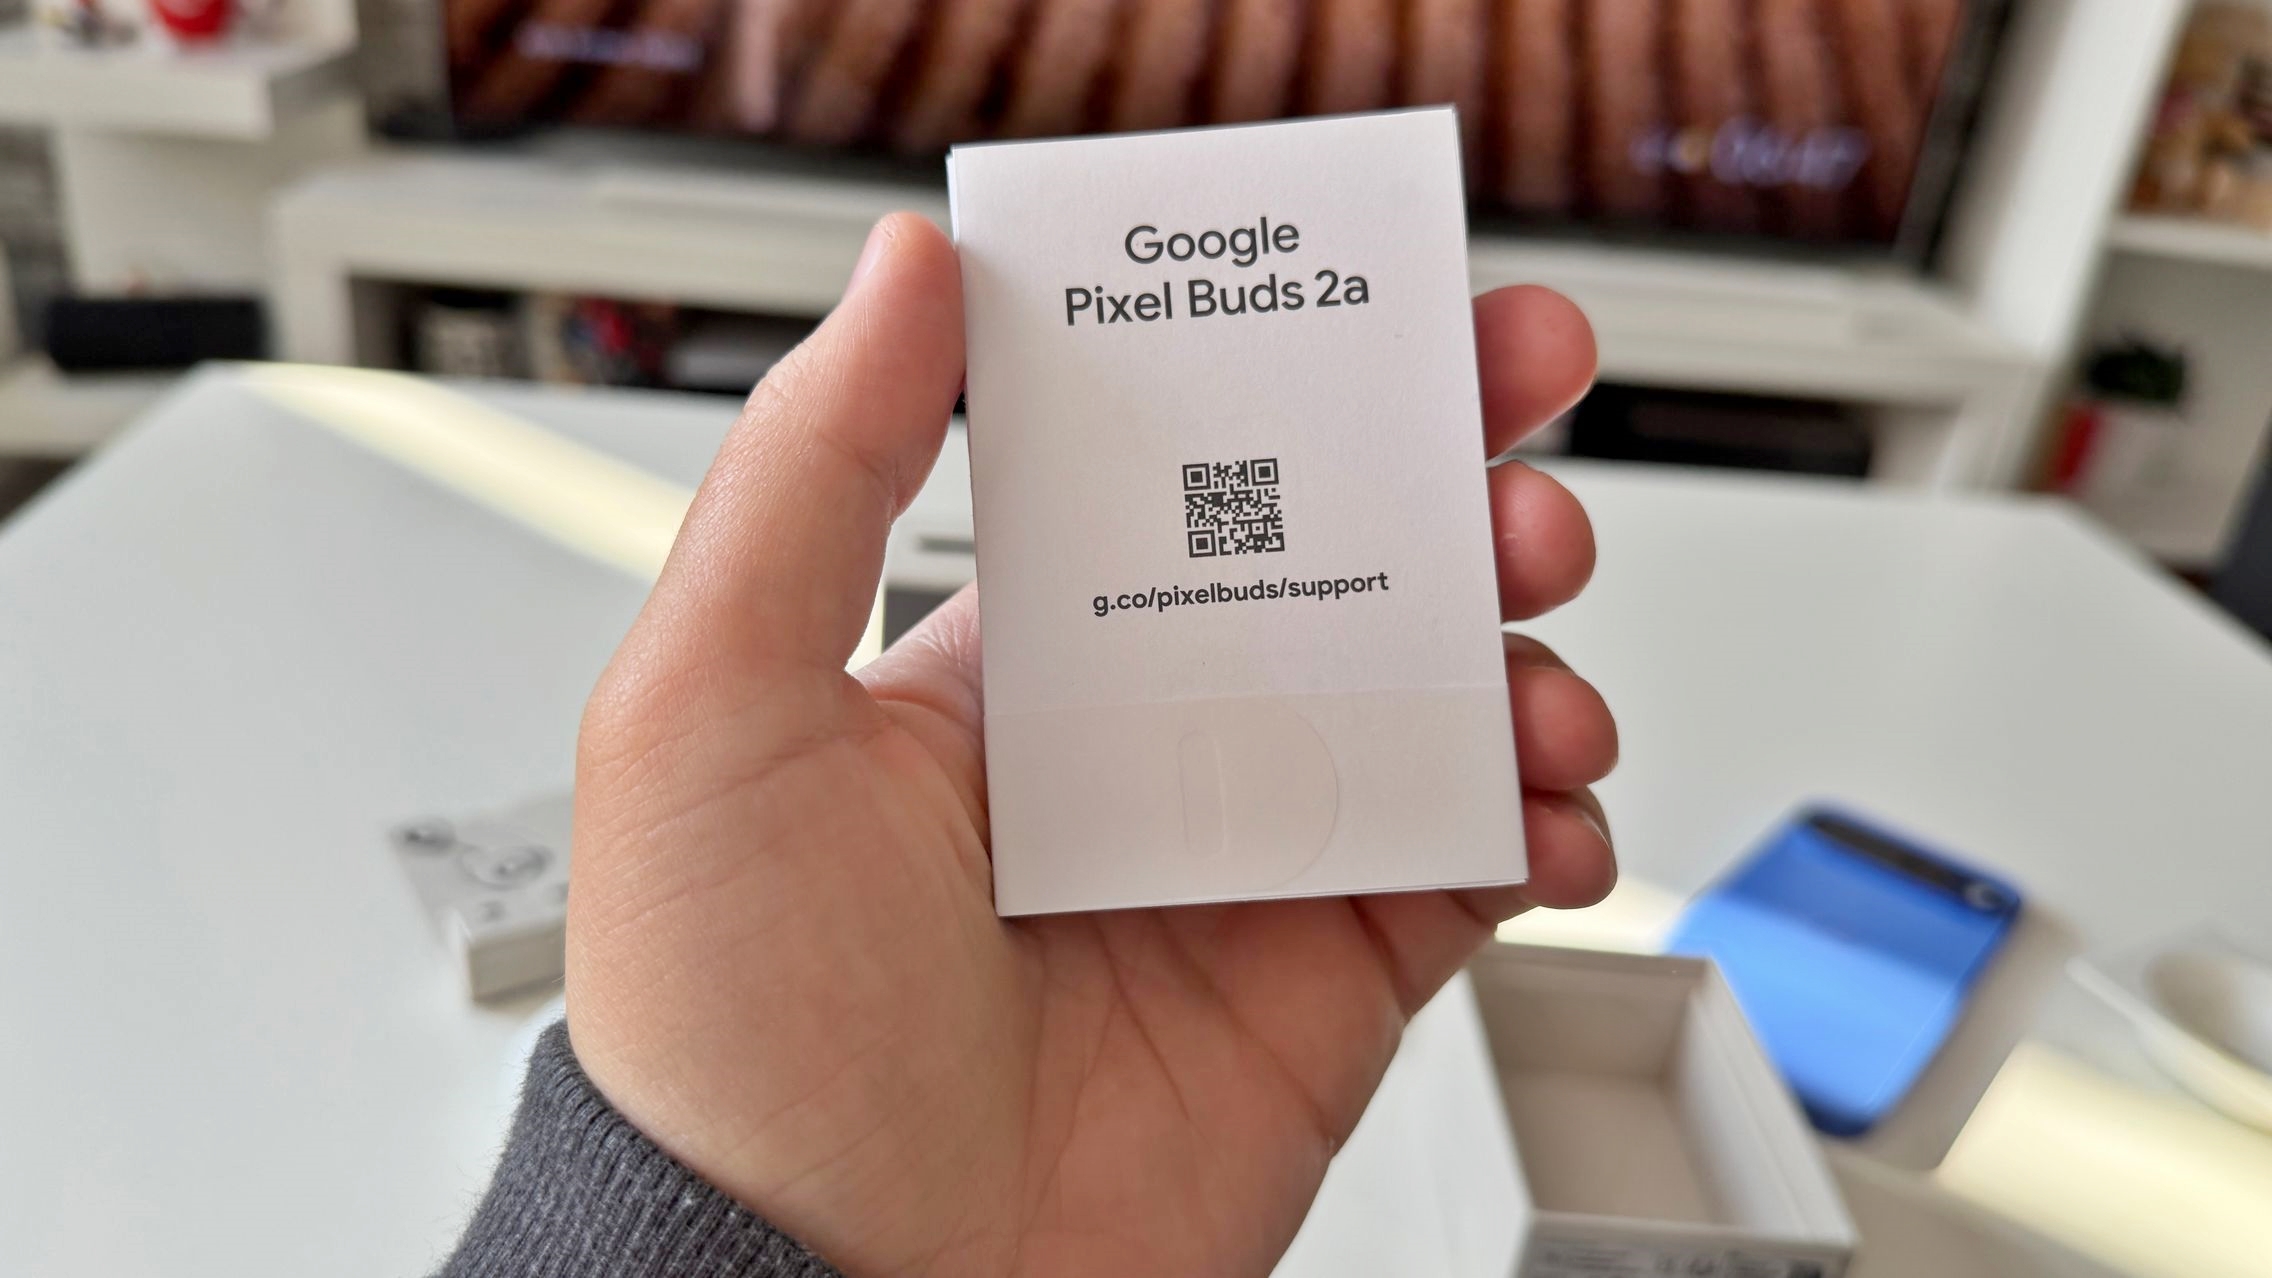 Google
Pixel Buds 2a
g.co/pixelbuds/support